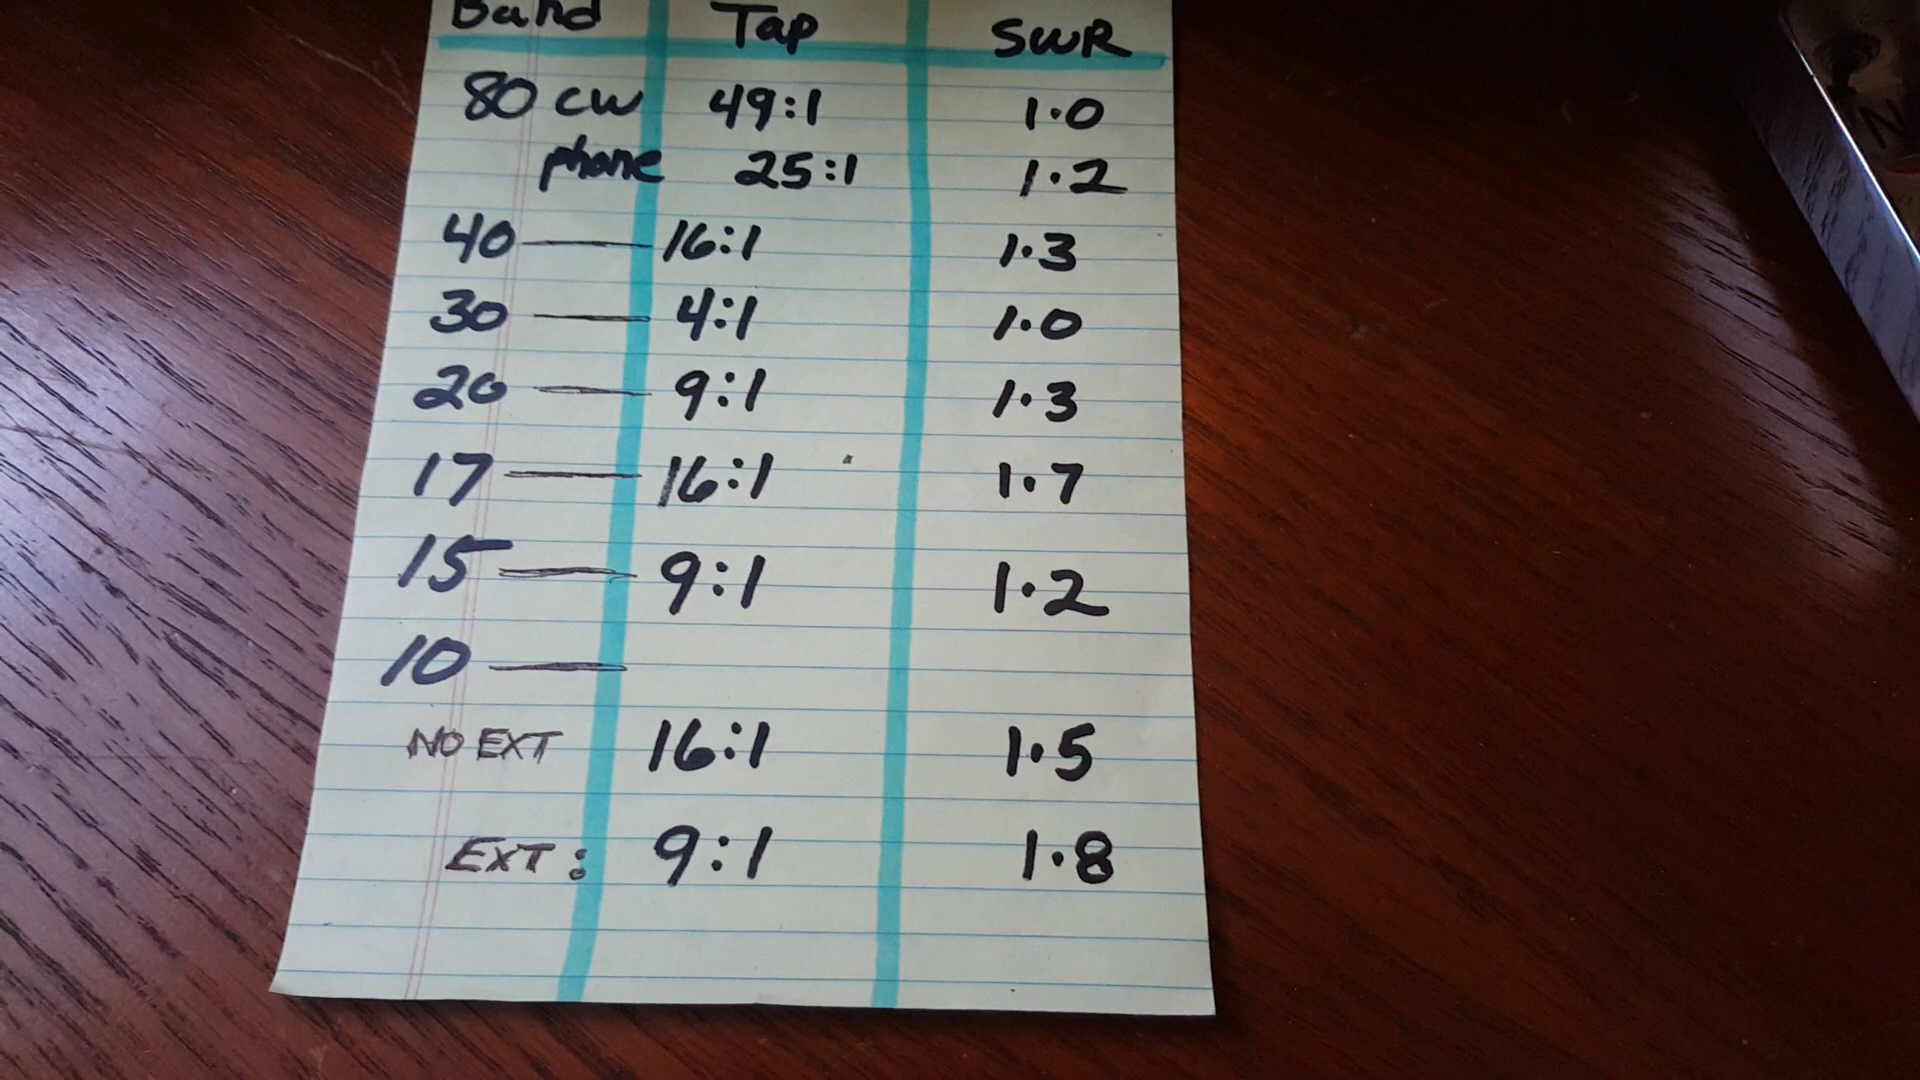 Band Tap SWR
80 CW 49:1 1.0
phone 25:1 1.2
40 — 16:1 1.3
30 — 4:1 1.0
20 — 9:1 1.3
17 — 16:1 1.7
15 — 9:1 1.2
10 —
NO EXT 16:1 1.5
EXT: 9:1 1.8